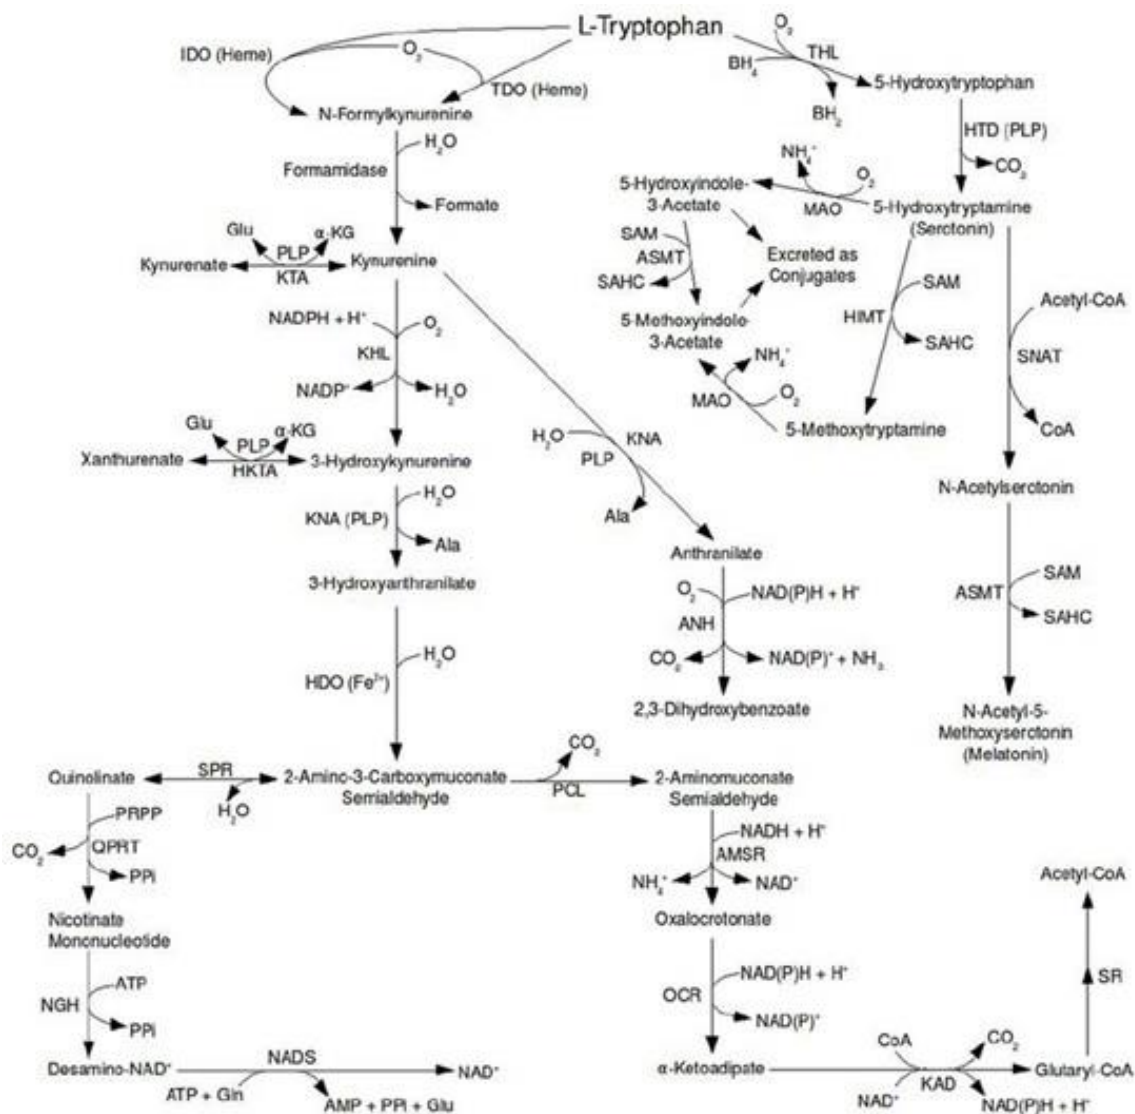 L-Tryptophan
IDO (Heme)
O2
TDO (Heme)
N-Formylkynurenine
O2
BH4
THL
BH2
5-Hydroxytryptophan
HTD (PLP)
CO2
H2O
Formamidase
Formate
NH4+
O2
MAO
5-Hydroxyindole-
3-Acetate
5-Hydroxytryptamine
(Serctonin)
Glu
α-KG
PLP
KTA
Kynurenate
Kynurenine
SAM
ASMT
SAHC
Excreted as
Conjugates
5-Methoxyindole-
3-Acetate
HIMT
SAM
SAHC
Acetyl-CoA
SNAT
CoA
NADPH + H+
O2
KHL
NADP+
H2O
NH4+
MAO
O2
5-Methoxytryptamine
Glu
α-KG
PLP
HKTA
Xanthurenate
3-Hydroxykynurenine
H2O
KNA
PLP
Ala
N-Acetylserctonin
H2O
KNA (PLP)
Ala
3-Hydroxyanthranilate
Anthranilate
O2
NAD(P)H + H+
ANH
CO2
NAD(P)+ + NH3
2,3-Dihydroxybenzoate
ASMT
SAM
SAHC
N-Acetyl-5-
Methoxyserctonin
(Melatonin)
H2O
HDO (Fe2+)
Quinolinate
SPR
H2O
2-Amino-3-Carboxymuconate
Semialdehyde
CO2
PCL
2-Aminomuconate
Semialdehyde
PRPP
CO2
QPRT
PPi
NADH + H+
AMSR
NH4+
NAD+
Nicotinate
Mononucleotide
Oxalocrotonate
Acetyl-CoA
SR
ATP
NGH
PPi
NAD(P)H + H+
OCR
NAD(P)+
Desamino-NAD+
NADS
ATP + Gln
AMP + PPi + Glu
NAD+
α-Ketoadipate
CoA
CO2
KAD
NAD+
NAD(P)H + H+
Glutaryl-CoA